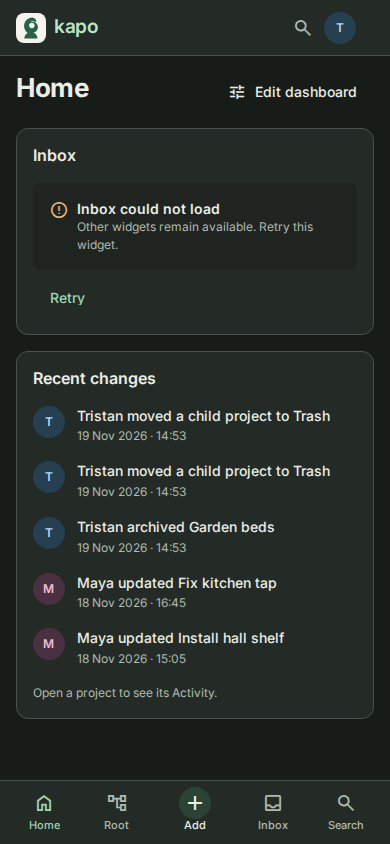 kapo
T
Home
Edit dashboard
Inbox
Inbox could not load
Other widgets remain available. Retry this
widget.
Retry
Recent changes
T
Tristan moved a child project to Trash
19 Nov 2026 · 14:53
T
Tristan moved a child project to Trash
19 Nov 2026 · 14:53
T
Tristan archived Garden beds
19 Nov 2026 · 14:53
M
Maya updated Fix kitchen tap
18 Nov 2026 · 16:45
M
Maya updated Install hall shelf
18 Nov 2026 · 15:05
Open a project to see its Activity.
Home
Root
Add
Inbox
Search